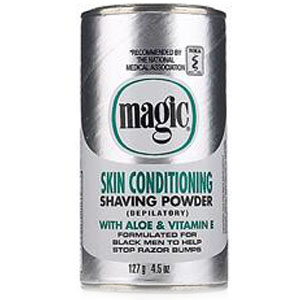 "RECOMMENDED BY
THE NATIONAL
MEDICAL ASSOCIATION"
magic
SKIN CONDITIONING
SHAVING POWDER
(DEPILATORY)
WITH ALOE & VITAMIN E
FORMULATED FOR
BLACK MEN TO HELP
STOP RAZOR BUMPS
127 g 4.5 oz